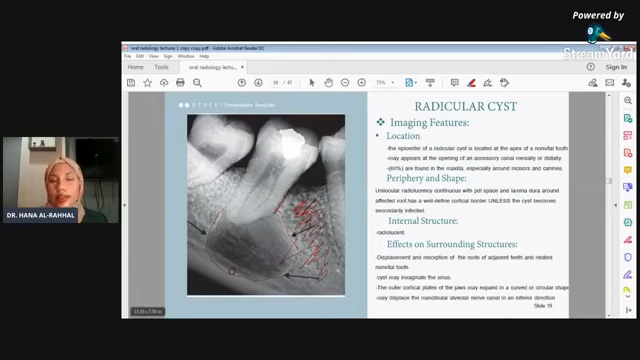 Powered by
StreamYard
oral radiology lectures 1 copy copy.pdf - Adobe Acrobat Reader DC
File Edit View Sign Window Help
Home Tools oral radiology lectu... ×
Sign In
18 / 47
73%
STYLE | Presentation Template
RADICULAR CYST
Imaging Features:
Location
-the epicenter of a radicular cyst is located at the apex of a nonvital tooth
-may appears at the opening of an accessory canal mesially or distally.
-(60%) are found in the maxilla, especially around incisors and canines.
Periphery and Shape:
Unilocular radiolucency continuous with pdl space and lamina dura around
affected root.has a well-define cortical border UNLESS the cyst becomes
secondarily infected.
Internal Structure:
-radiolucent
Effects on Surrounding Structures:
-Displacement and resorption of the roots of adjacent teeth and related
nonvital tooth.
-cyst may invaginate the sinus.
-The outer cortical plates of the jaws may expand in a curved or circular shape
-may displace the mandibular alveolar nerve canal in an inferior direction
Slide 19
DR. HANA AL-RAHHAL
13.33 x 7.50 in